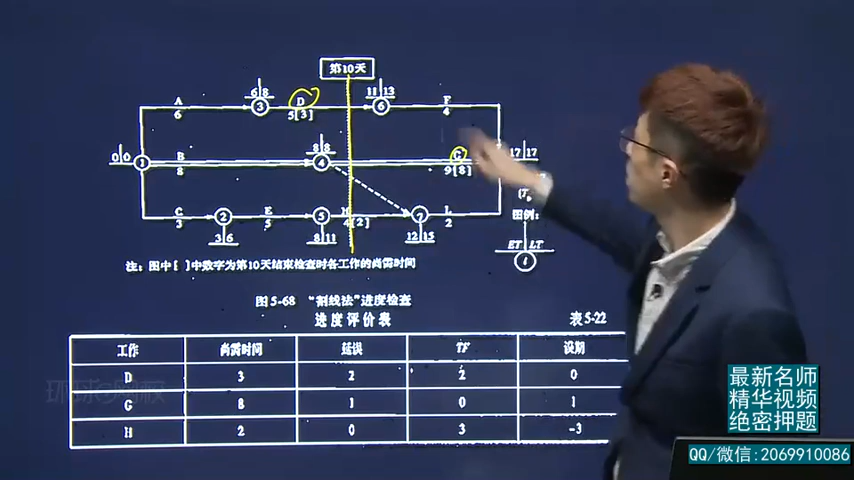 第10天
6 8
11 13
A
③
D
⑥
F
6
5[3]
4
8 8
0 0
①
B
④
G
17 17
8
9[8]
图例:
C
②
E
⑤
H
⑦
I
ET LT
3
5
4[2]
2
3 6
8 11
12 15
i
注:图中[ ]中数字为第10天结束检查时各工作的尚需时间
图5-68 “割线法”进度检查
进度评价表
表5-22
工作 尚需时间 延误 TF 误期
D 3 2 2 0
G 8 1 0 1
H 2 0 3 -3
环球网校
最新名师
精华视频
绝密押题
QQ/微信:2069910086